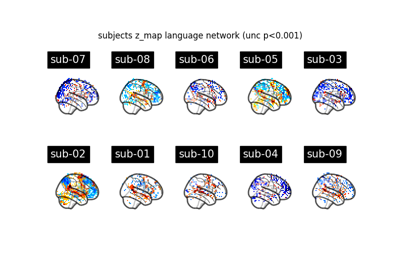 subjects z_map language network (unc p<0.001)
sub-07 sub-08 sub-06 sub-05 sub-03
sub-02 sub-01 sub-10 sub-04 sub-09